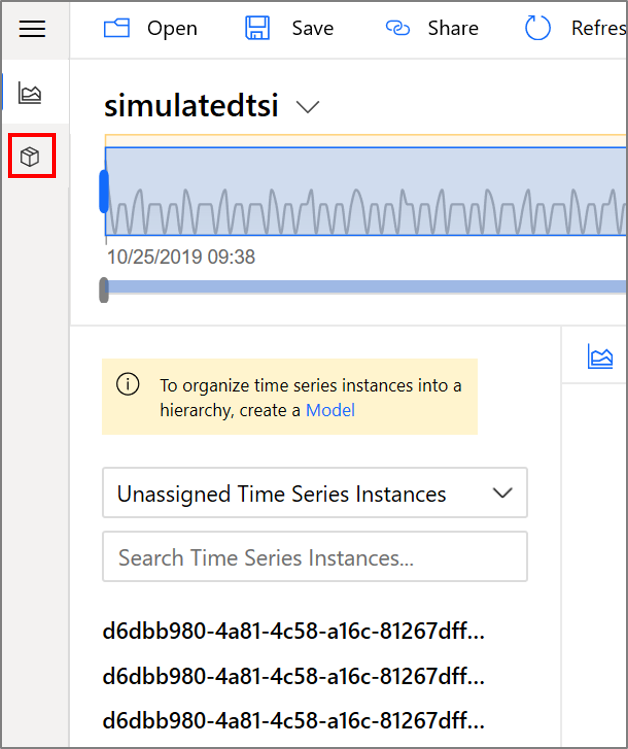 Open Save Share Refres
simulatedtsi
10/25/2019 09:38
To organize time series instances into a
hierarchy, create a Model
Unassigned Time Series Instances
Search Time Series Instances...
d6dbb980-4a81-4c58-a16c-81267dff...
d6dbb980-4a81-4c58-a16c-81267dff...
d6dbb980-4a81-4c58-a16c-81267dff...